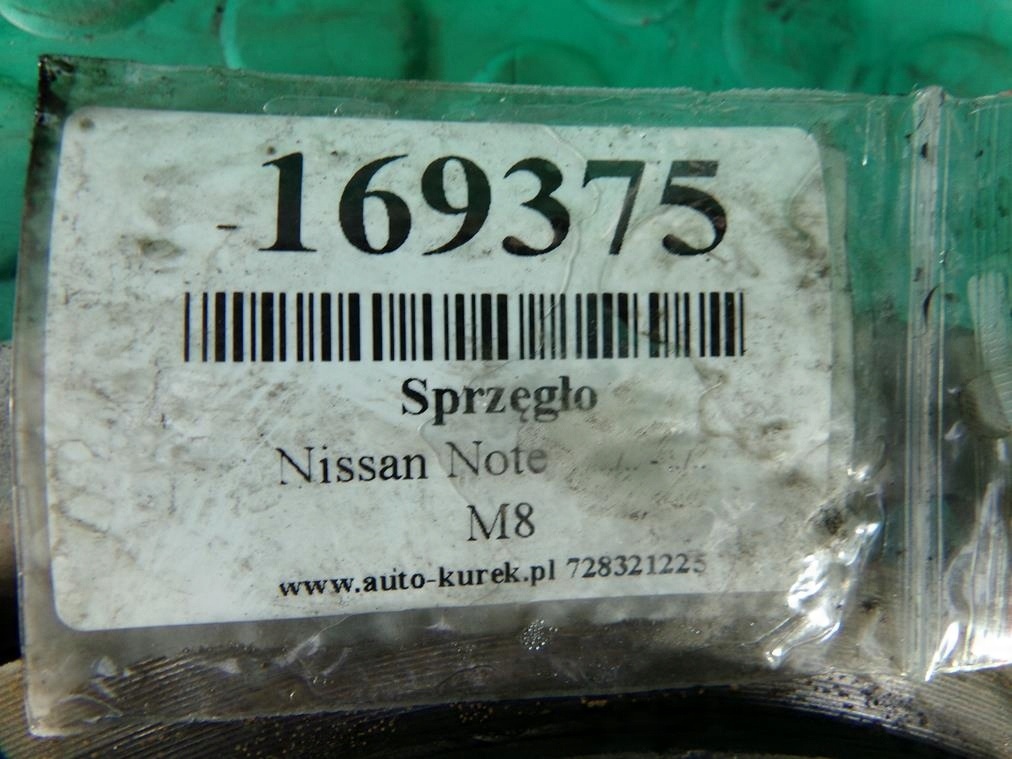 -169375
Sprzęgło
Nissan Note ../.. - ../..
M8
www.auto-kurek.pl 728321225